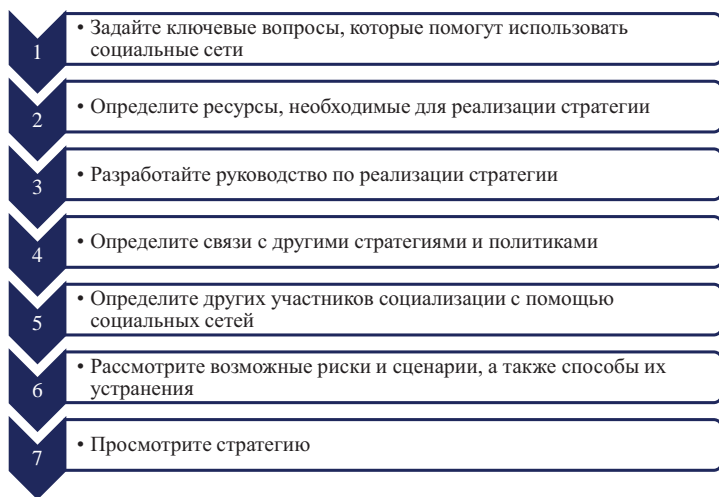 1
• Задайте ключевые вопросы, которые помогут использовать
социальные сети
2
• Определите ресурсы, необходимые для реализации стратегии
3
• Разработайте руководство по реализации стратегии
4
• Определите связи с другими стратегиями и политиками
5
• Определите других участников социализации с помощью
социальных сетей
6
• Рассмотрите возможные риски и сценарии, а также способы их
устранения
7
• Просмотрите стратегию